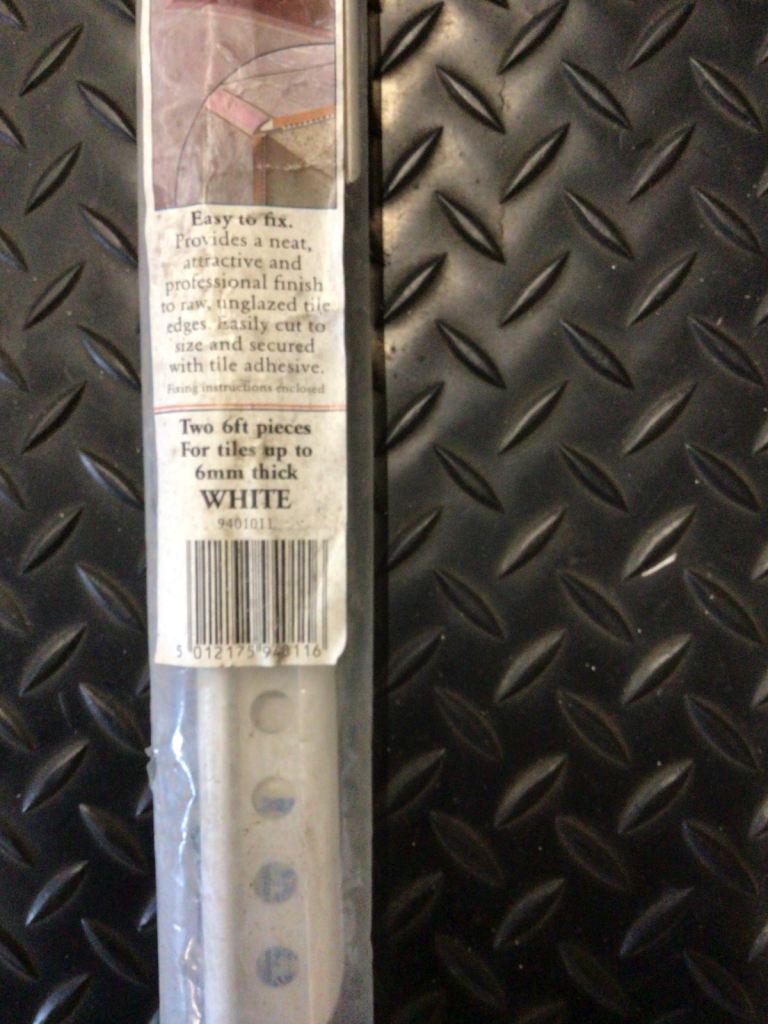 Easy to fix.
Provides a neat,
attractive and
professional finish
to raw, unglazed tile
edges. Easily cut to
size and secured
with tile adhesive.
Fixing instructions enclosed
Two 6ft pieces
For tiles up to
6mm thick
WHITE
9401011
5 012175 940116